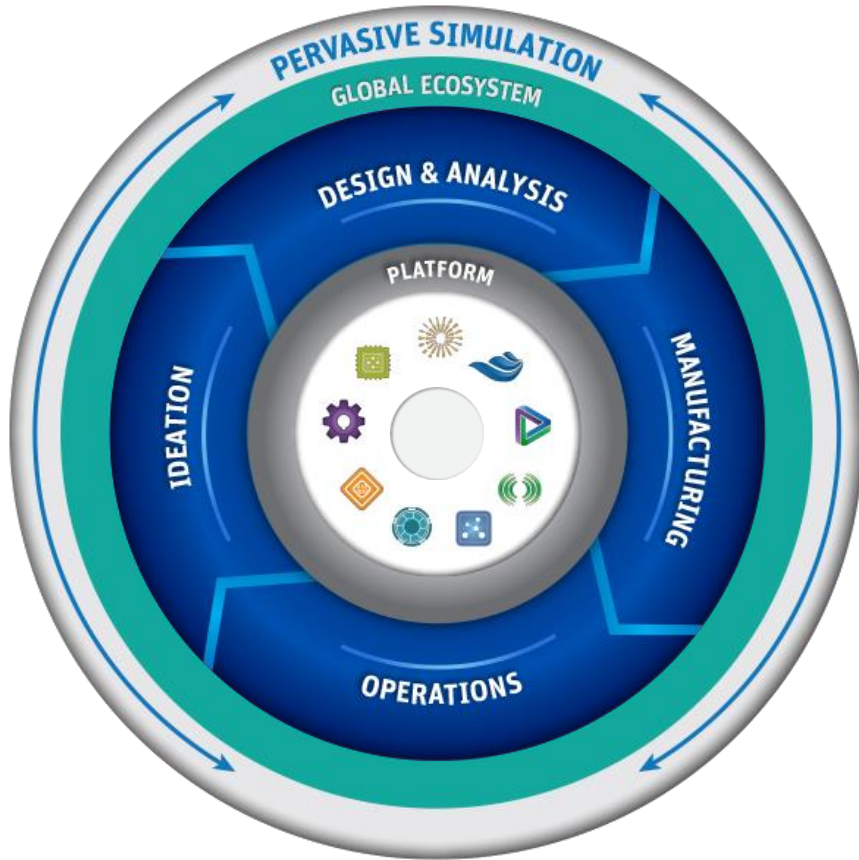 PERVASIVE SIMULATION
GLOBAL ECOSYSTEM
DESIGN & ANALYSIS
PLATFORM
IDEATION
MANUFACTURING
OPERATIONS